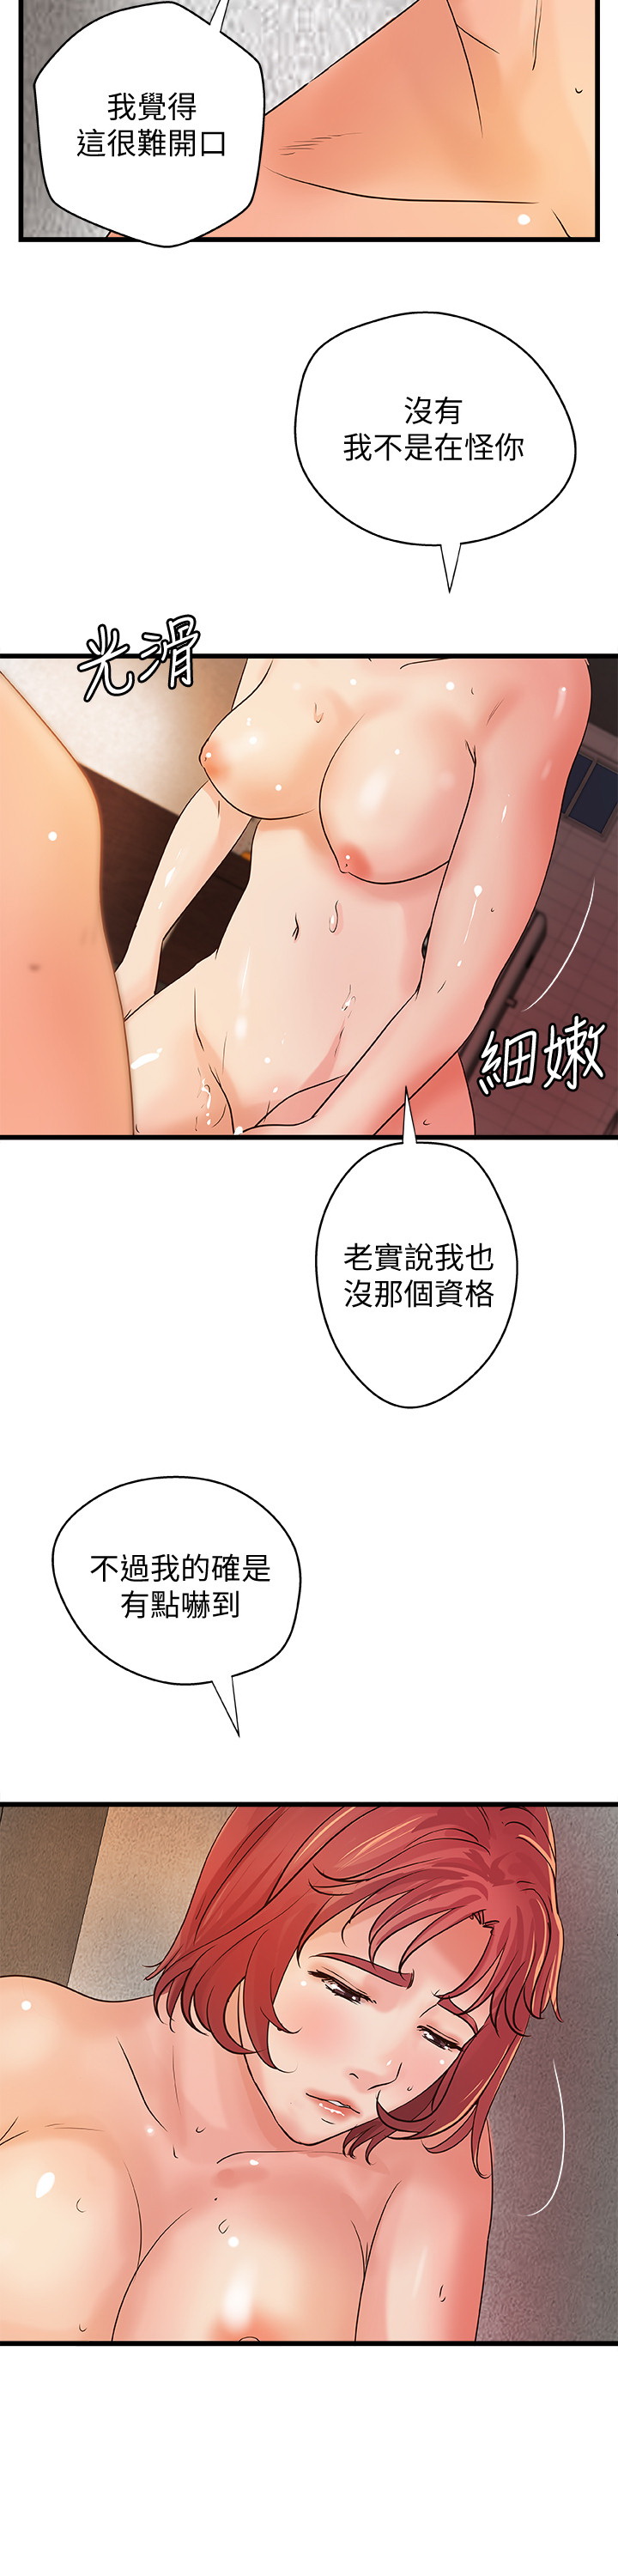 我覺得
這很難開口
沒有
我不是在怪你
光滑
細嫩
老實說我也
沒那個資格
不過我的確是
有點嚇到